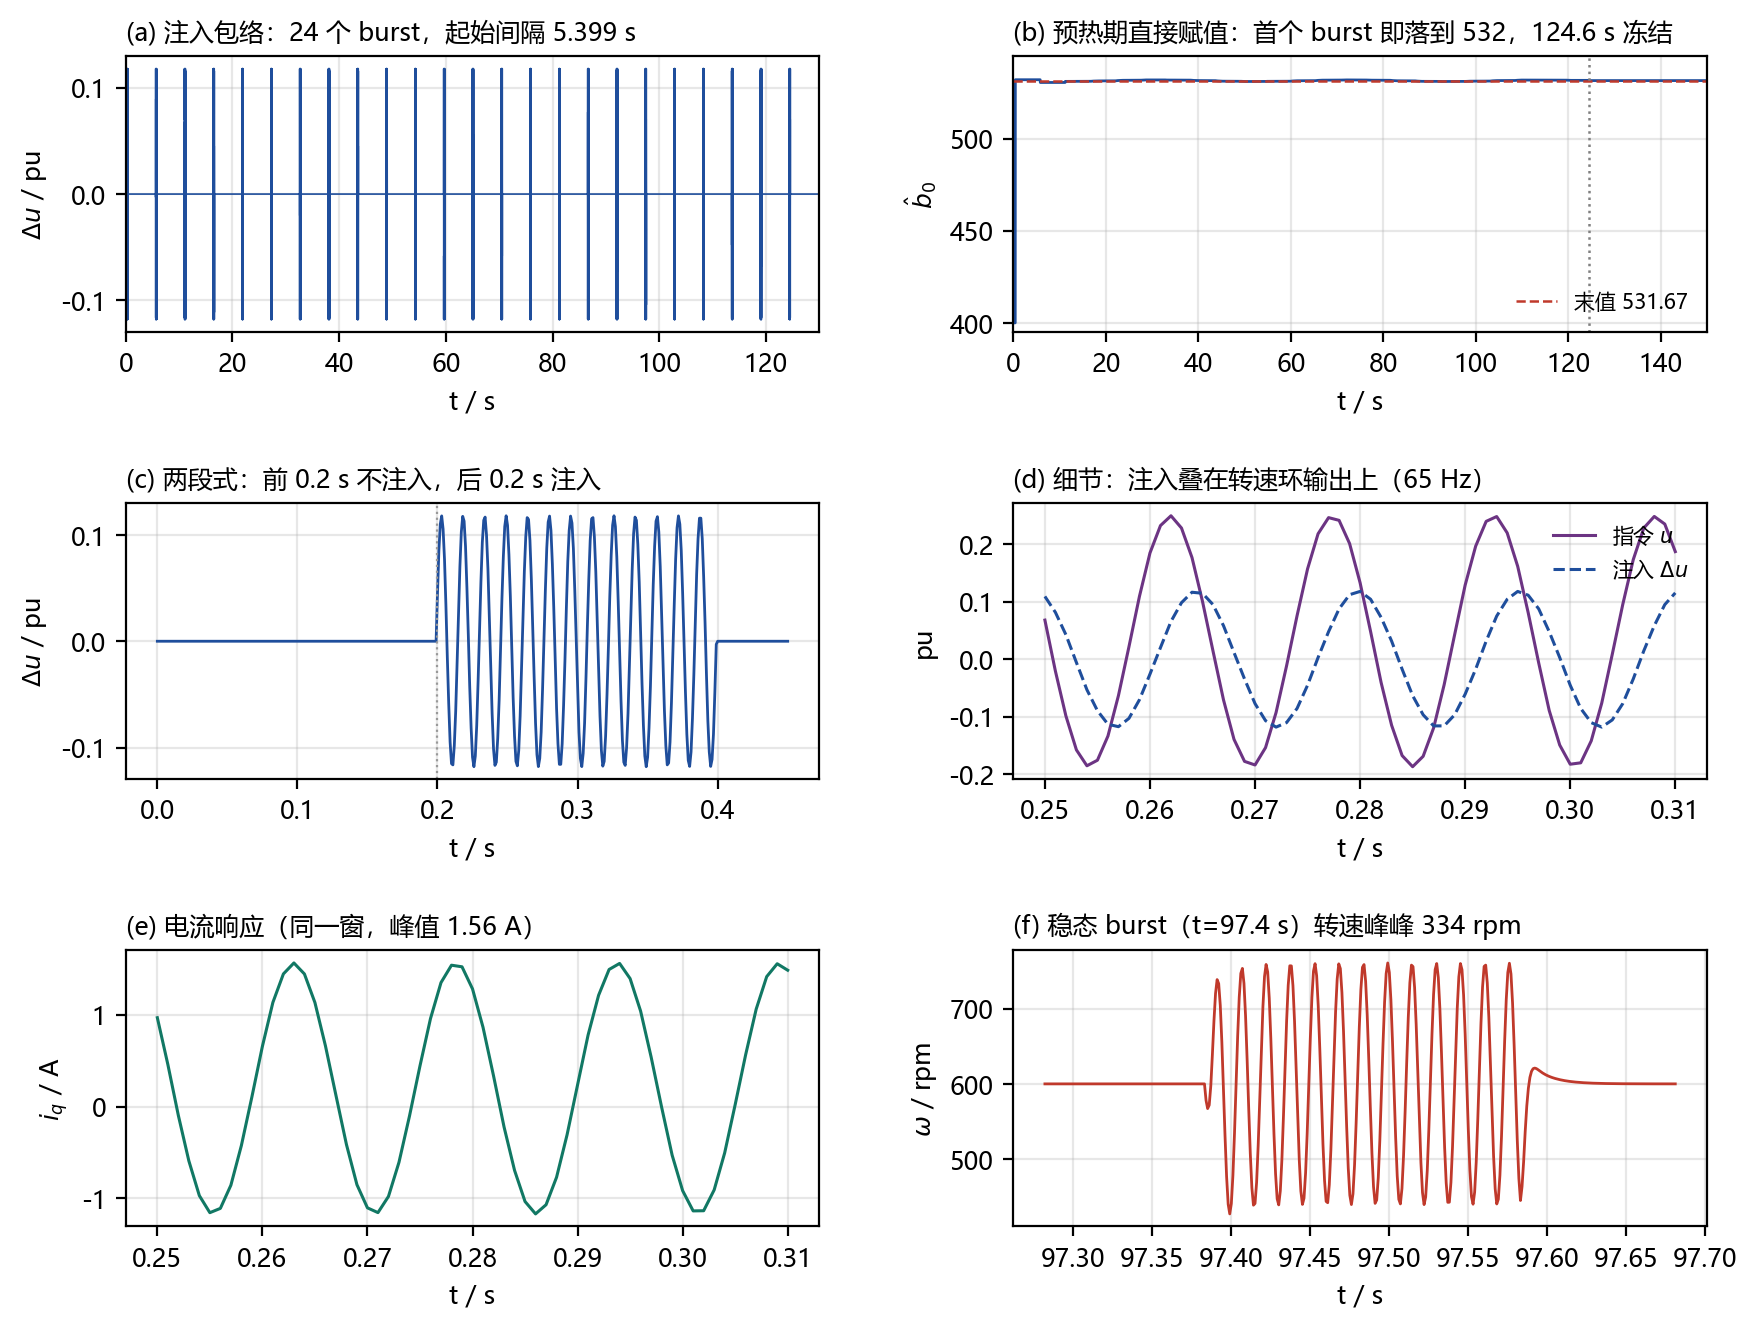 (a) 注入包络：24 个 burst，起始间隔 5.399 s
0.1
0.0
-0.1
Δu / pu
0 20 40 60 80 100 120
t / s
(b) 预热期直接赋值：首个 burst 即落到 532，124.6 s 冻结
500
450
400
b̂₀
末值 531.67
0 20 40 60 80 100 120 140
t / s
(c) 两段式：前 0.2 s 不注入，后 0.2 s 注入
0.1
0.0
-0.1
Δu / pu
0.0 0.1 0.2 0.3 0.4
t / s
(d) 细节：注入叠在转速环输出上（65 Hz）
0.2
0.1
0.0
-0.1
-0.2
pu
指令 u
注入 Δu
0.25 0.26 0.27 0.28 0.29 0.30 0.31
t / s
(e) 电流响应（同一窗，峰值 1.56 A）
1
0
-1
i_q / A
0.25 0.26 0.27 0.28 0.29 0.30 0.31
t / s
(f) 稳态 burst（t=97.4 s）转速峰峰 334 rpm
700
600
500
ω / rpm
97.30 97.35 97.40 97.45 97.50 97.55 97.60 97.65 97.70
t / s